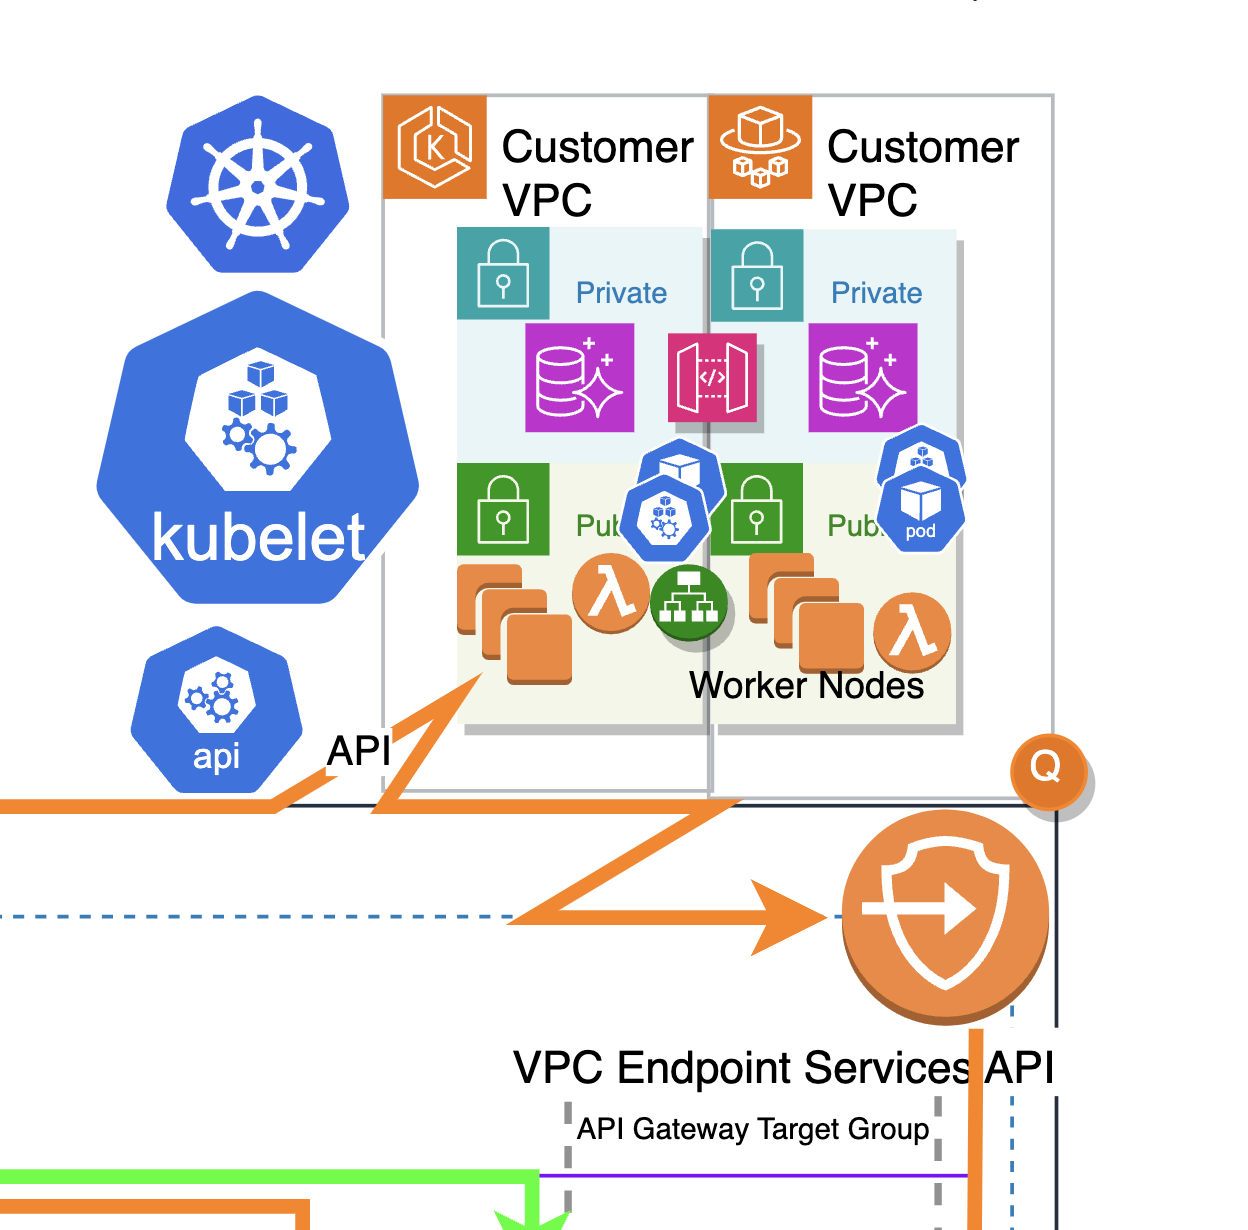 Customer
VPC
Customer
VPC
K
Private
Private
</>
kubelet
Pub
Pub
pod
Worker Nodes
api
API
Q
VPC Endpoint Services API
API Gateway Target Group